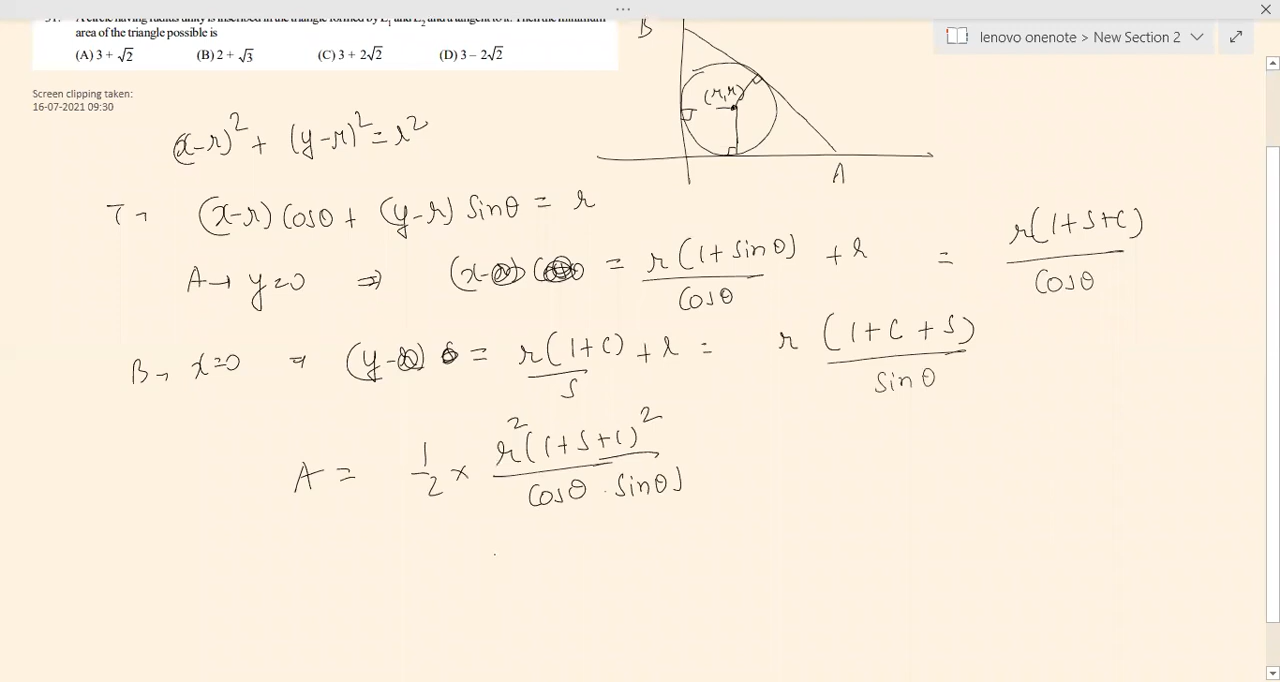 area of the triangle possible is
(A) 3 + √2 (B) 2 + √3 (C) 3 + 2√2 (D) 3 – 2√2
lenovo onenote > New Section 2
Screen clipping taken:
16-07-2021 09:30
B
(r,r)
A
(x-r)² + (y-r)² = r²
T → (x-r) cosθ + (y-r) sinθ = r
A → y=0 ⇒ (x- = r(1+sinθ)/cosθ + r = r(1+s+c)/cosθ
B → x=0 ⇒ (y- = r(1+c)/s + r = r(1+c+s)/sinθ
A = 1/2 × r²(1+s+c)²/cosθ . sinθ